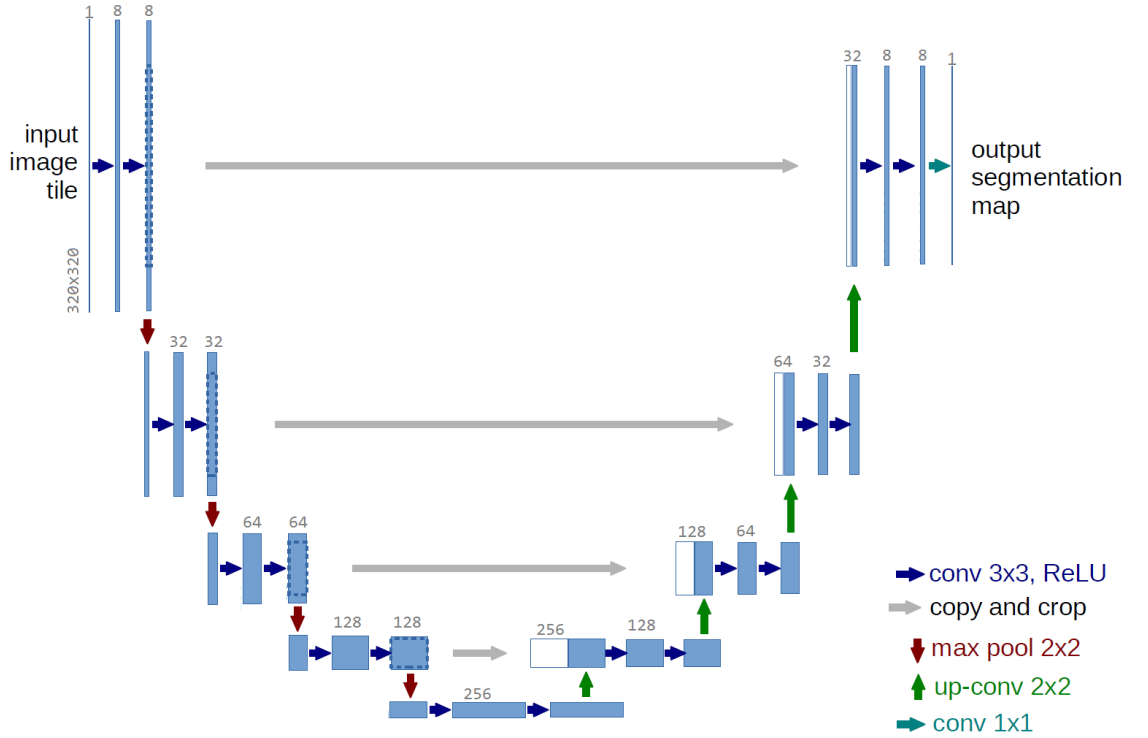 1 8 8
32 8 8 1
input
image
tile
output
segmentation
map
320x320
32 32
64 32
64 64
128 64
conv 3x3, ReLU
copy and crop
128 128
256 128
max pool 2x2
up-conv 2x2
256
conv 1x1